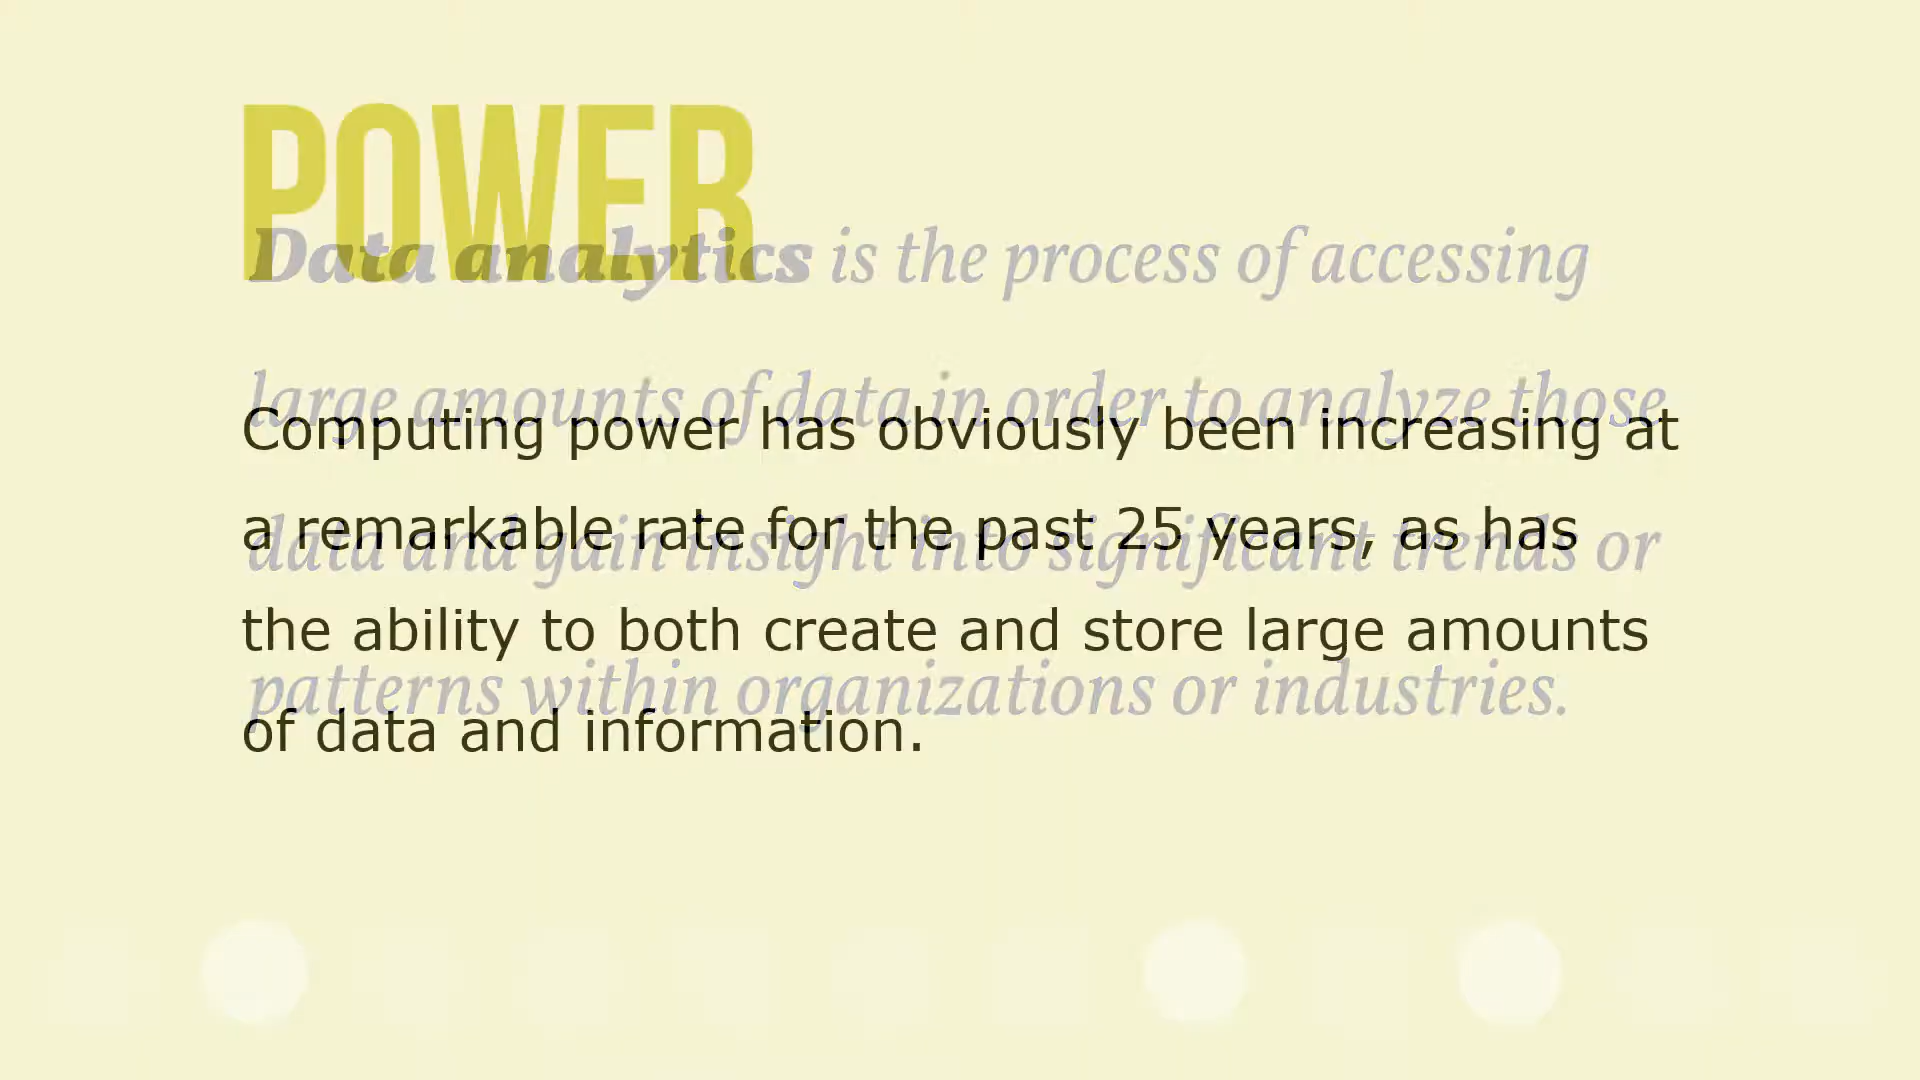 POWER
Data analytics is the process of accessing
large amounts of data in order to analyze those
data and gain insight into significant trends or
patterns within organizations or industries.
Computing power has obviously been increasing at
a remarkable rate for the past 25 years, as has
the ability to both create and store large amounts
of data and information.